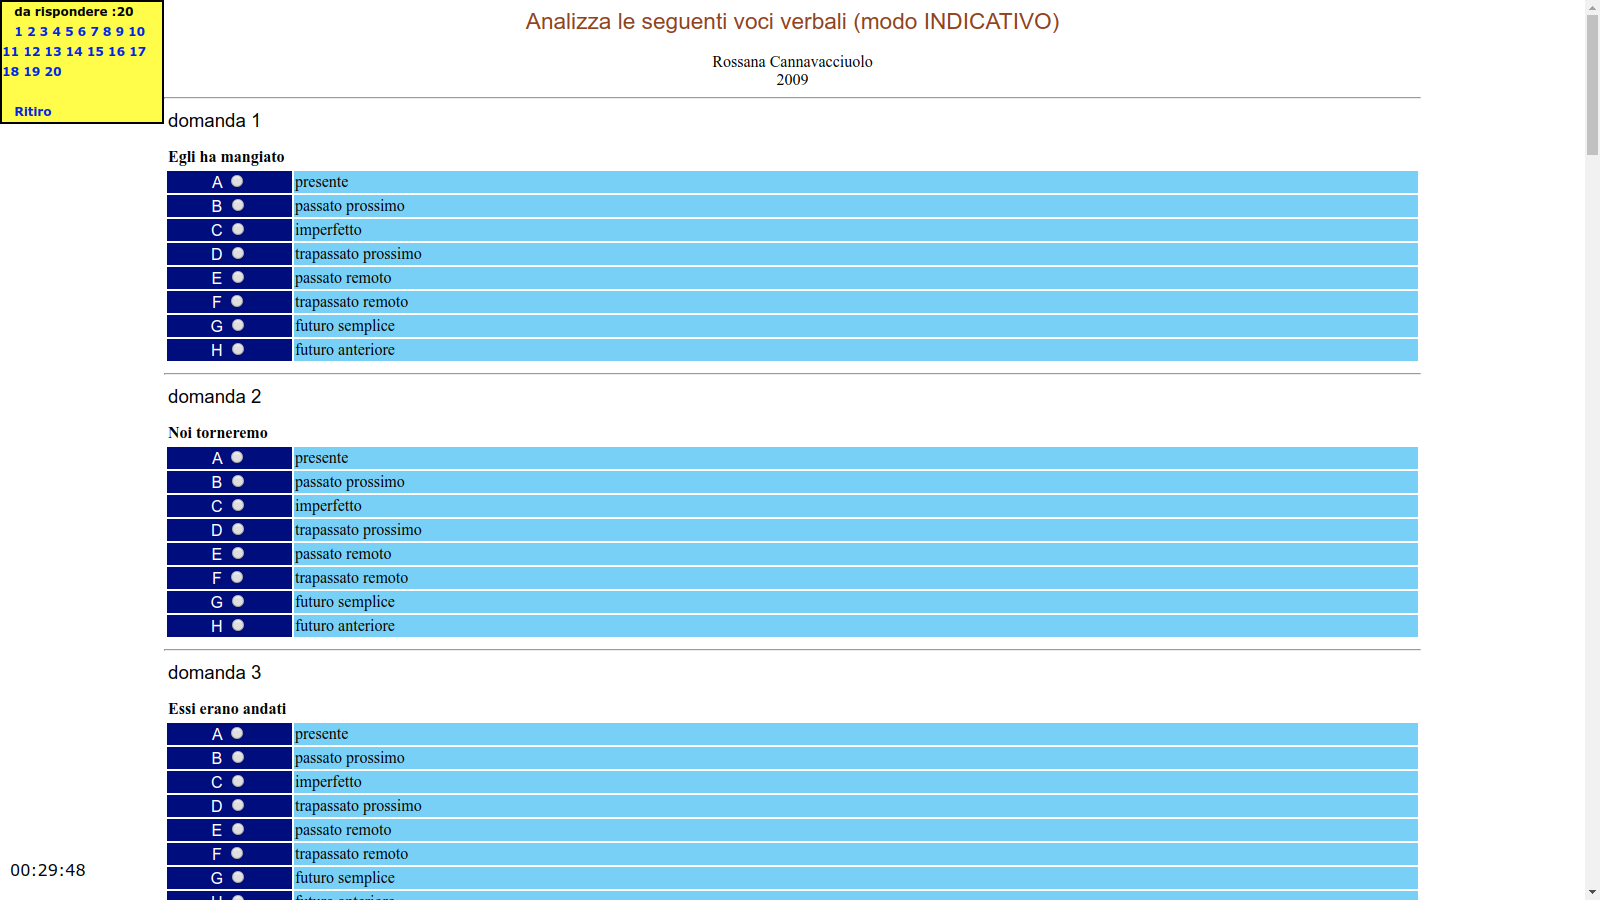 da rispondere :20
1 2 3 4 5 6 7 8 9 10
11 12 13 14 15 16 17
18 19 20
Ritiro
Analizza le seguenti voci verbali (modo INDICATIVO)
Rossana Cannavacciuolo
2009
domanda 1
Egli ha mangiato
A presente
B passato prossimo
C imperfetto
D trapassato prossimo
E passato remoto
F trapassato remoto
G futuro semplice
H futuro anteriore
domanda 2
Noi torneremo
A presente
B passato prossimo
C imperfetto
D trapassato prossimo
E passato remoto
F trapassato remoto
G futuro semplice
H futuro anteriore
domanda 3
Essi erano andati
A presente
B passato prossimo
C imperfetto
D trapassato prossimo
E passato remoto
F trapassato remoto
G futuro semplice
H futuro anteriore
00:29:48